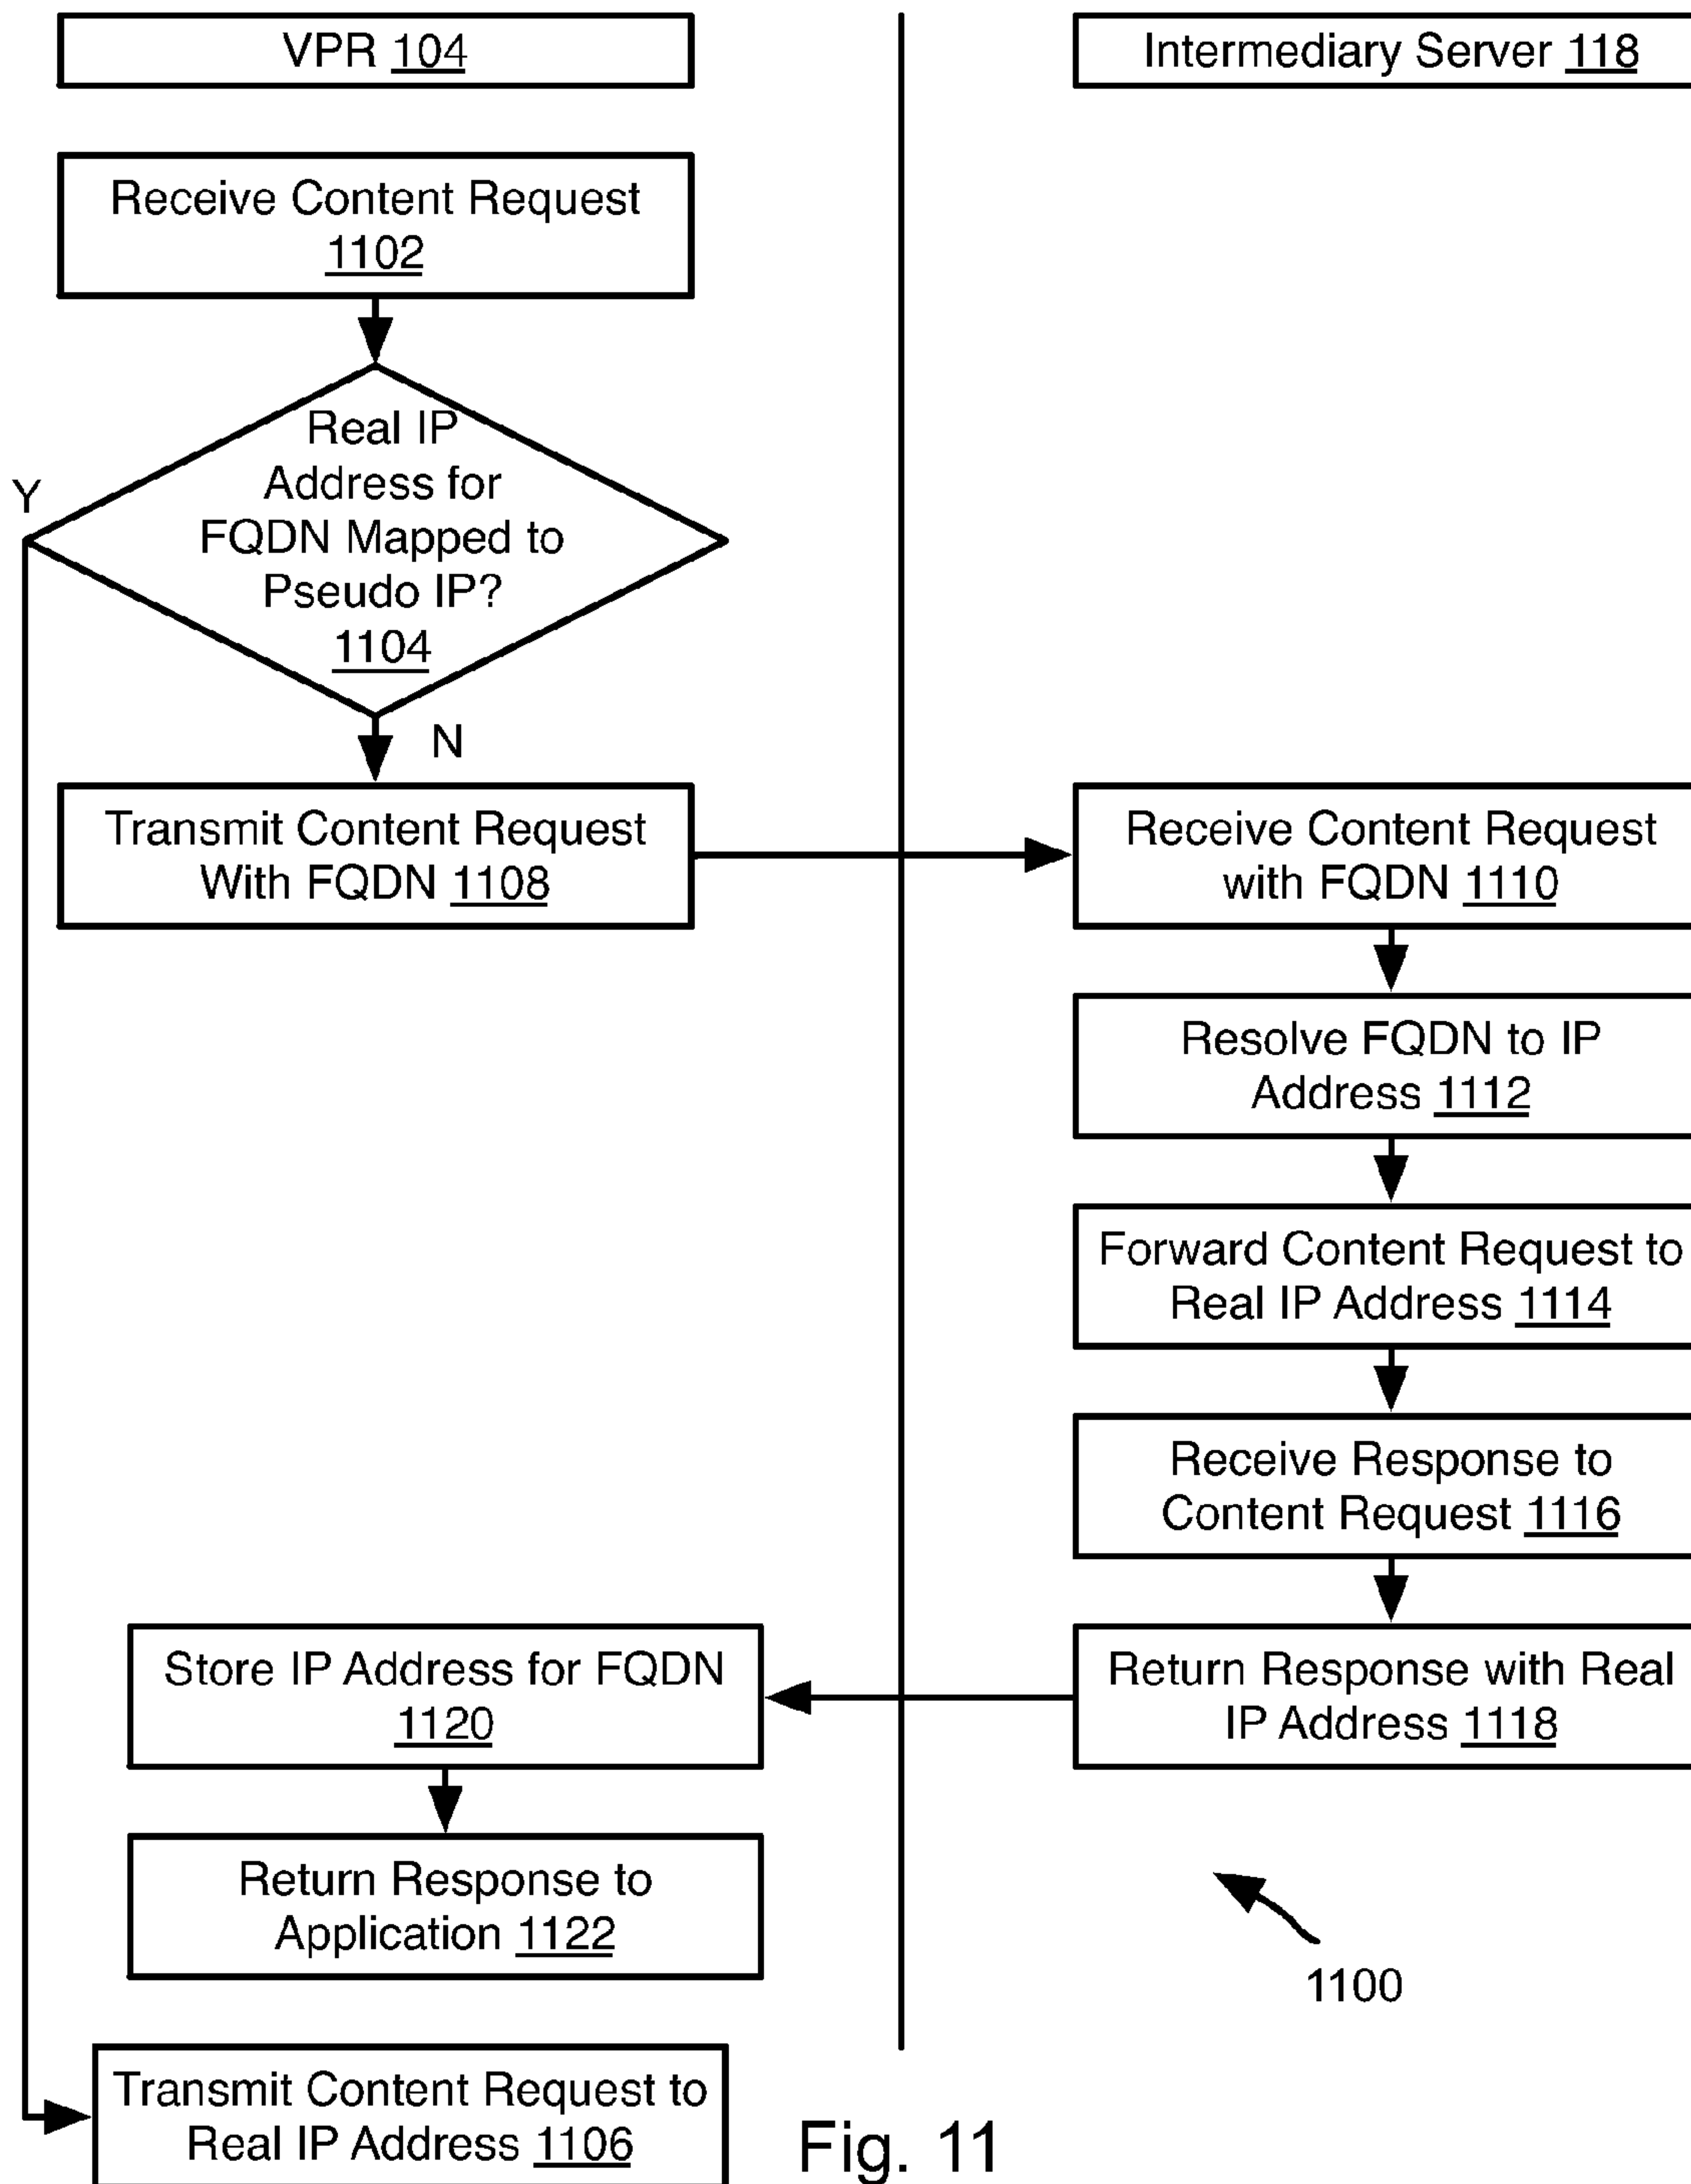 VPR 104
Intermediary Server 118
Receive Content Request
1102
Real IP
Address for
FQDN Mapped to
Pseudo IP?
1104
Y
N
Transmit Content Request
With FQDN 1108
Receive Content Request
with FQDN 1110
Resolve FQDN to IP
Address 1112
Forward Content Request to
Real IP Address 1114
Receive Response to
Content Request 1116
Return Response with Real
IP Address 1118
Store IP Address for FQDN
1120
Return Response to
Application 1122
1100
Transmit Content Request to
Real IP Address 1106
Fig. 11